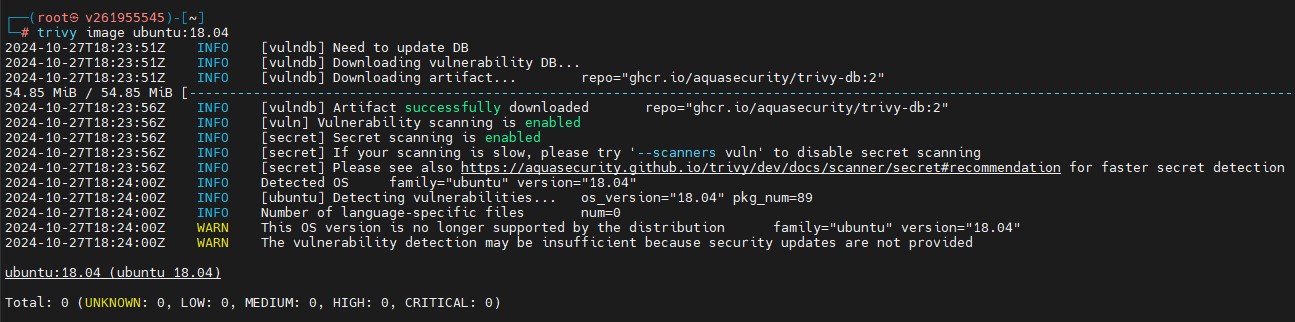 ┌──(root㉿ v261955545)-[~]
└─# trivy image ubuntu:18.04
2024-10-27T18:23:51Z    INFO    [vulndb] Need to update DB
2024-10-27T18:23:51Z    INFO    [vulndb] Downloading vulnerability DB...
2024-10-27T18:23:51Z    INFO    [vulndb] Downloading artifact...        repo="ghcr.io/aquasecurity/trivy-db:2"
54.85 MiB / 54.85 MiB [------------------------------------------------------------------------------------------------------------------------------------------
2024-10-27T18:23:56Z    INFO    [vulndb] Artifact successfully downloaded       repo="ghcr.io/aquasecurity/trivy-db:2"
2024-10-27T18:23:56Z    INFO    [vuln] Vulnerability scanning is enabled
2024-10-27T18:23:56Z    INFO    [secret] Secret scanning is enabled
2024-10-27T18:23:56Z    INFO    [secret] If your scanning is slow, please try '--scanners vuln' to disable secret scanning
2024-10-27T18:23:56Z    INFO    [secret] Please see also https://aquasecurity.github.io/trivy/dev/docs/scanner/secret#recommendation for faster secret detection
2024-10-27T18:24:00Z    INFO    Detected OS     family="ubuntu" version="18.04"
2024-10-27T18:24:00Z    INFO    [ubuntu] Detecting vulnerabilities...   os_version="18.04" pkg_num=89
2024-10-27T18:24:00Z    INFO    Number of language-specific files       num=0
2024-10-27T18:24:00Z    WARN    This OS version is no longer supported by the distribution      family="ubuntu" version="18.04"
2024-10-27T18:24:00Z    WARN    The vulnerability detection may be insufficient because security updates are not provided
ubuntu:18.04 (ubuntu 18.04)
Total: 0 (UNKNOWN: 0, LOW: 0, MEDIUM: 0, HIGH: 0, CRITICAL: 0)